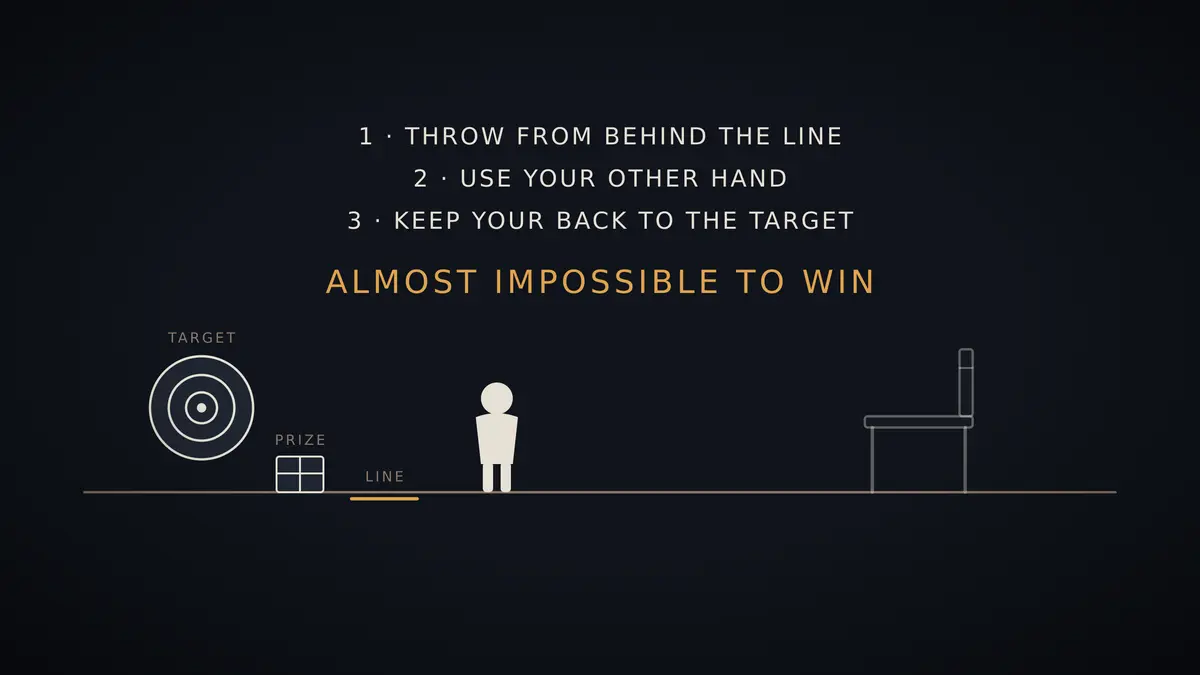 1 · THROW FROM BEHIND THE LINE
2 · USE YOUR OTHER HAND
3 · KEEP YOUR BACK TO THE TARGET
ALMOST IMPOSSIBLE TO WIN
TARGET
PRIZE
LINE